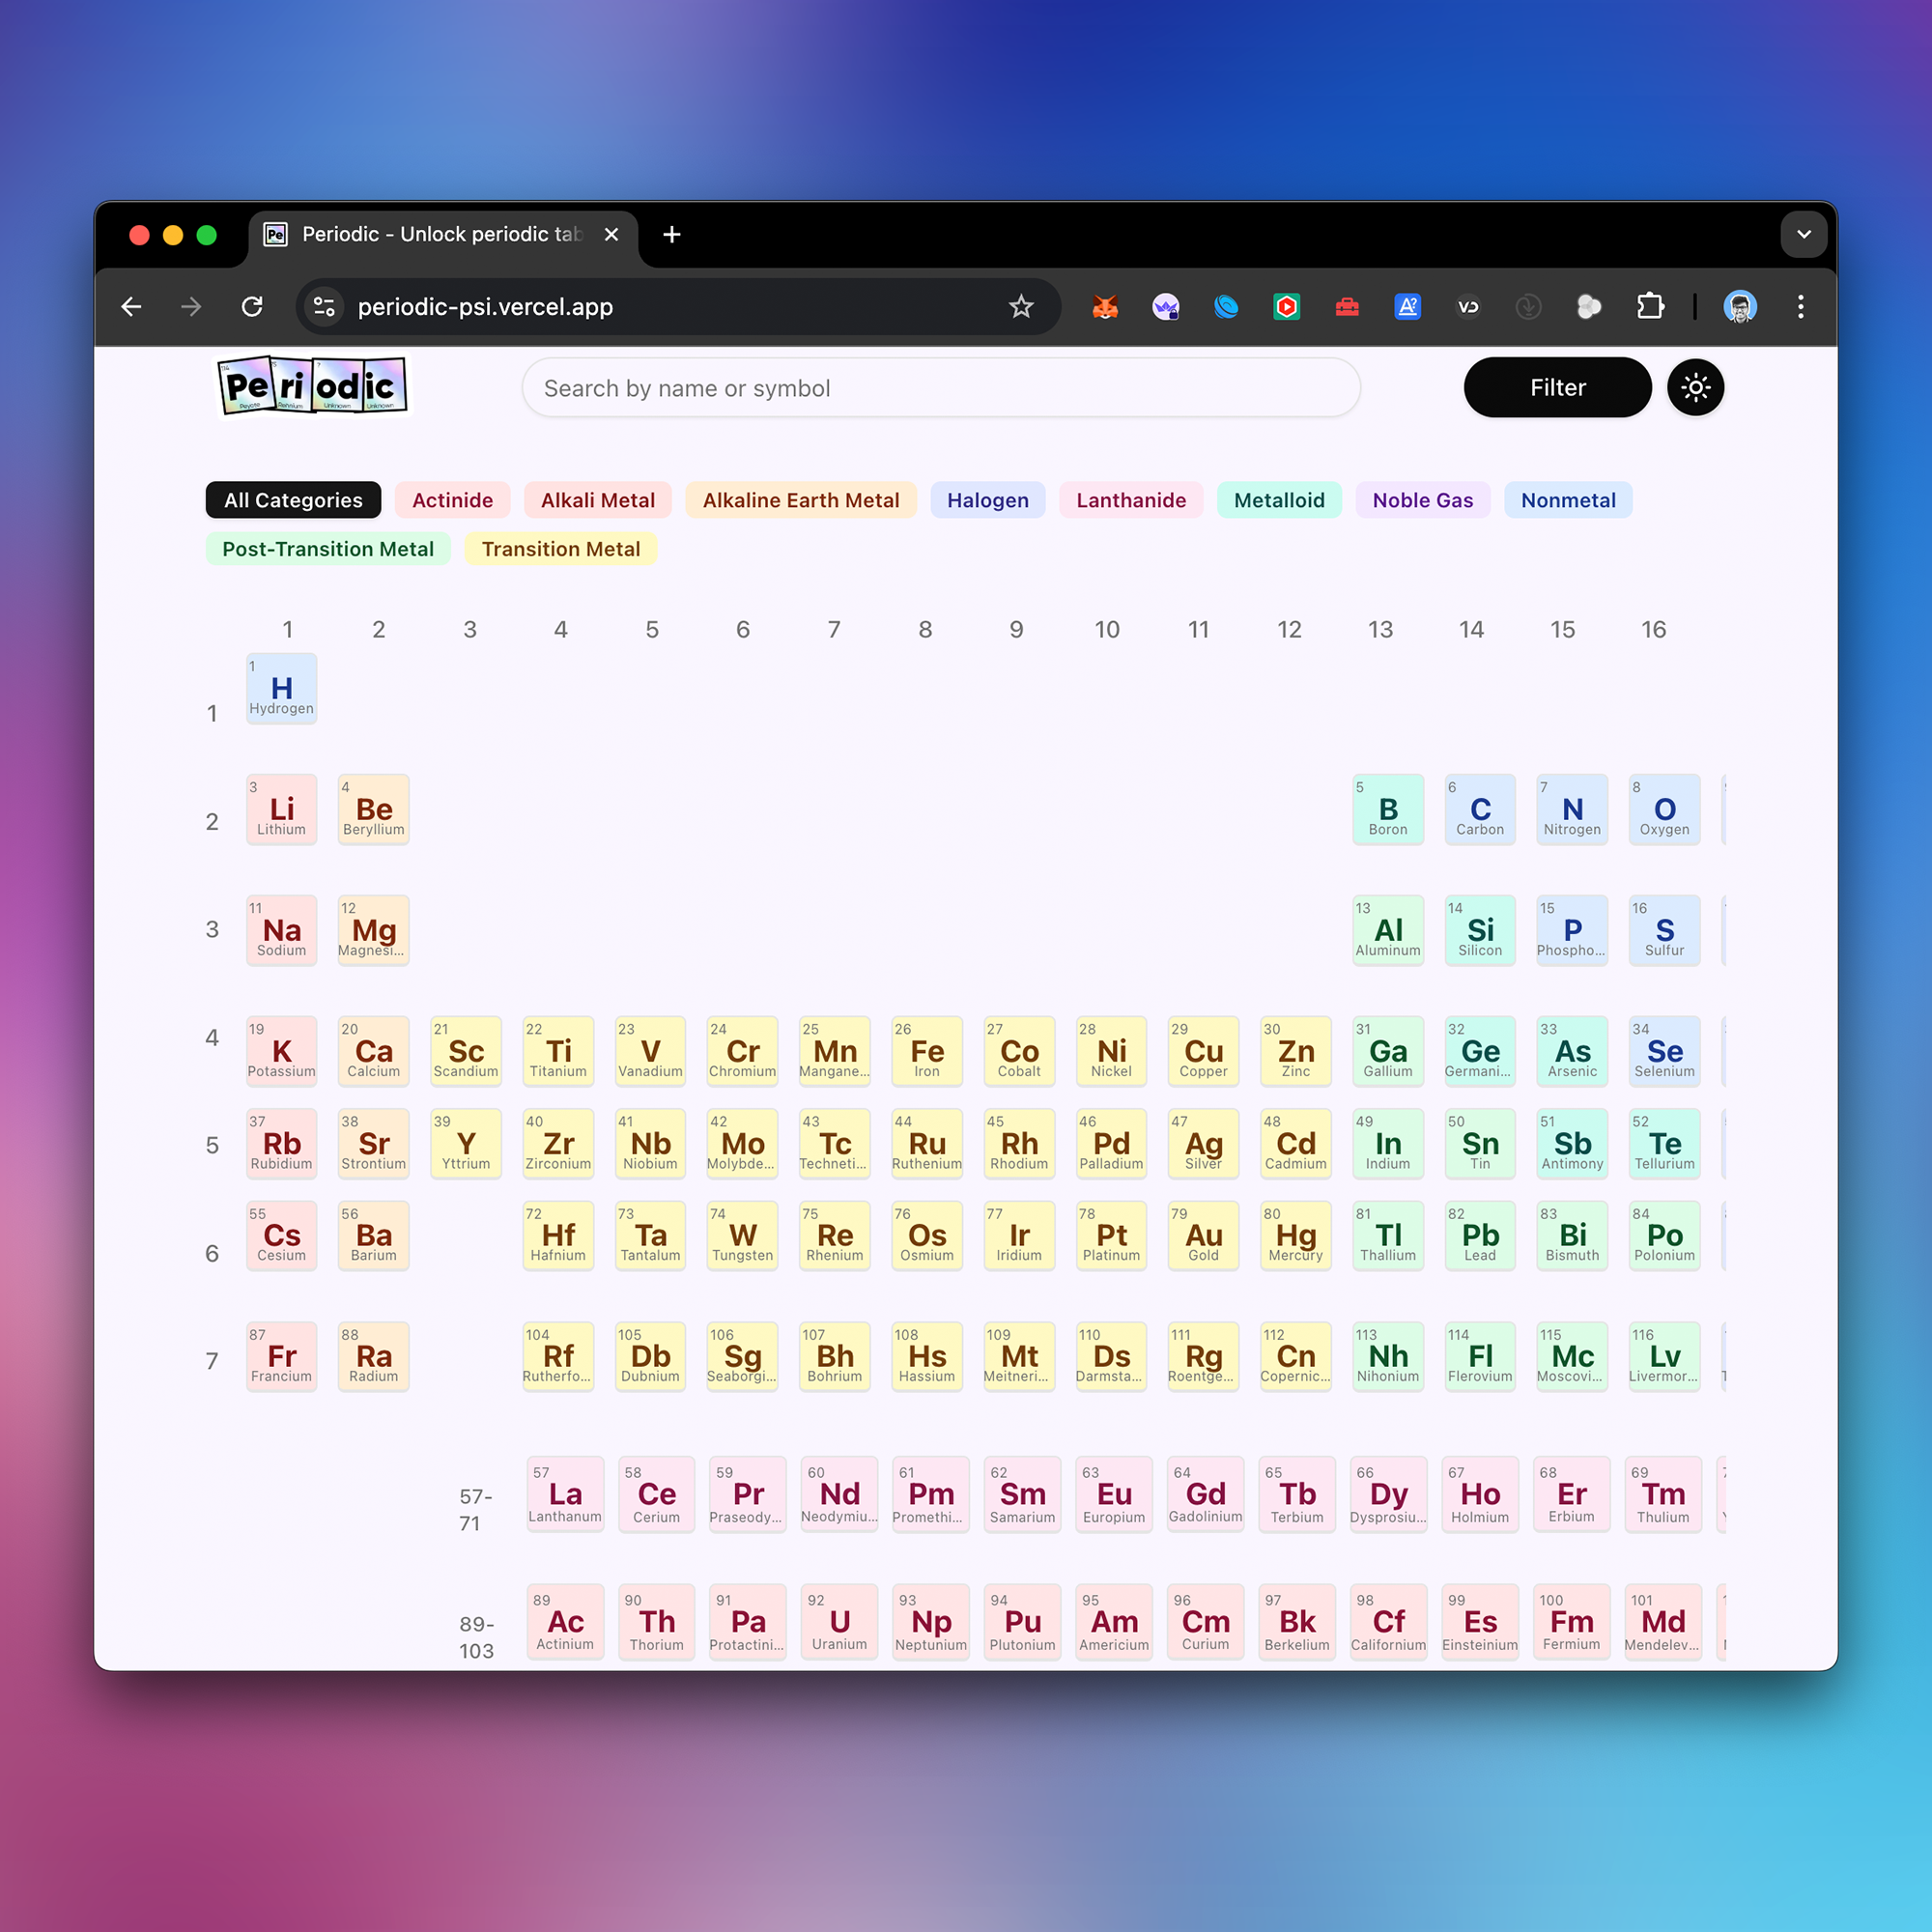 Pe Periodic - Unlock periodic tab
periodic-psi.vercel.app
Pe ri od ic
Unknown Unknown
Search by name or symbol
Filter
All Categories Actinide Alkali Metal Alkaline Earth Metal Halogen Lanthanide Metalloid Noble Gas Nonmetal
Post-Transition Metal Transition Metal
1 2 3 4 5 6 7 8 9 10 11 12 13 14 15 16
1
H
Hydrogen
1
3 4 5 6 7 8
Li Be B C N O
Lithium Beryllium Boron Carbon Nitrogen Oxygen
2
11 12 13 14 15 16
Na Mg Al Si P S
Sodium Magnesi... Aluminum Silicon Phospho... Sulfur
3
19 20 21 22 23 24 25 26 27 28 29 30 31 32 33 34
K Ca Sc Ti V Cr Mn Fe Co Ni Cu Zn Ga Ge As Se
Potassium Calcium Scandium Titanium Vanadium Chromium Mangane... Iron Cobalt Nickel Copper Zinc Gallium Germani... Arsenic Selenium
4
37 38 39 40 41 42 43 44 45 46 47 48 49 50 51 52
Rb Sr Y Zr Nb Mo Tc Ru Rh Pd Ag Cd In Sn Sb Te
Rubidium Strontium Yttrium Zirconium Niobium Molybde... Techneti... Ruthenium Rhodium Palladium Silver Cadmium Indium Tin Antimony Tellurium
5
55 56 72 73 74 75 76 77 78 79 80 81 82 83 84
Cs Ba Hf Ta W Re Os Ir Pt Au Hg Tl Pb Bi Po
Cesium Barium Hafnium Tantalum Tungsten Rhenium Osmium Iridium Platinum Gold Mercury Thallium Lead Bismuth Polonium
6
87 88 104 105 106 107 108 109 110 111 112 113 114 115 116
Fr Ra Rf Db Sg Bh Hs Mt Ds Rg Cn Nh Fl Mc Lv
Francium Radium Rutherfo... Dubnium Seaborgi... Bohrium Hassium Meitneri... Darmsta... Roentge... Copernic... Nihonium Flerovium Moscovi... Livermor...
7
57-
71
57 58 59 60 61 62 63 64 65 66 67 68 69
La Ce Pr Nd Pm Sm Eu Gd Tb Dy Ho Er Tm
Lanthanum Cerium Praseody... Neodymiu... Promethi... Samarium Europium Gadolinium Terbium Dysprosiu... Holmium Erbium Thulium
89-
103
89 90 91 92 93 94 95 96 97 98 99 100 101
Ac Th Pa U Np Pu Am Cm Bk Cf Es Fm Md
Actinium Thorium Protactini... Uranium Neptunium Plutonium Americium Curium Berkelium Californium Einsteinium Fermium Mendelev...